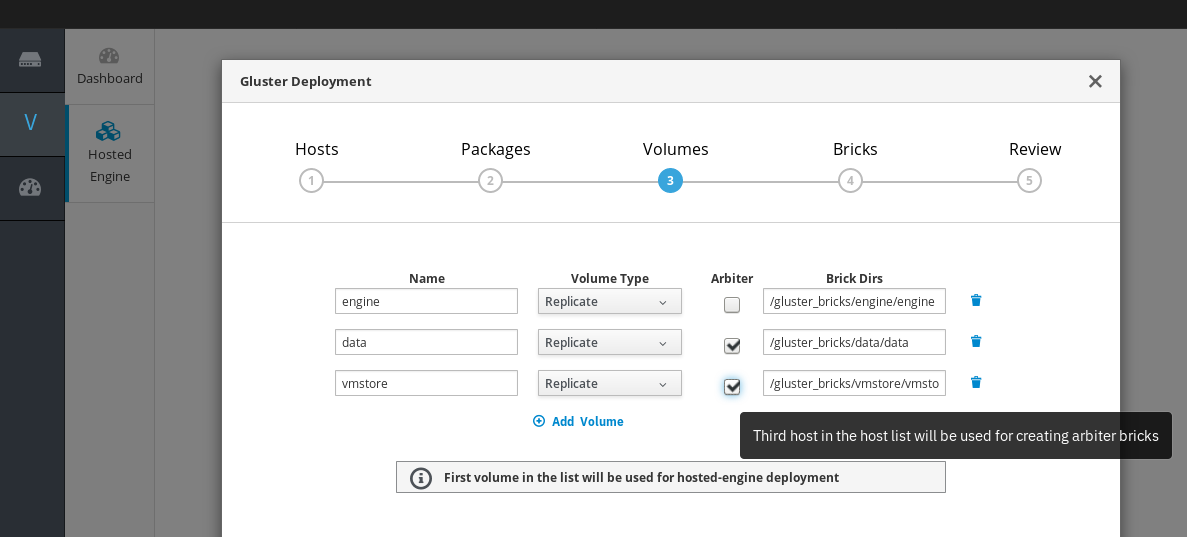 Dashboard
V
Hosted
Engine
Gluster Deployment
Hosts Packages Volumes Bricks Review
1 2 3 4 5
Name Volume Type Arbiter Brick Dirs
engine Replicate /gluster_bricks/engine/engine
data Replicate /gluster_bricks/data/data
vmstore Replicate /gluster_bricks/vmstore/vmsto
Add Volume
Third host in the host list will be used for creating arbiter bricks
First volume in the list will be used for hosted-engine deployment